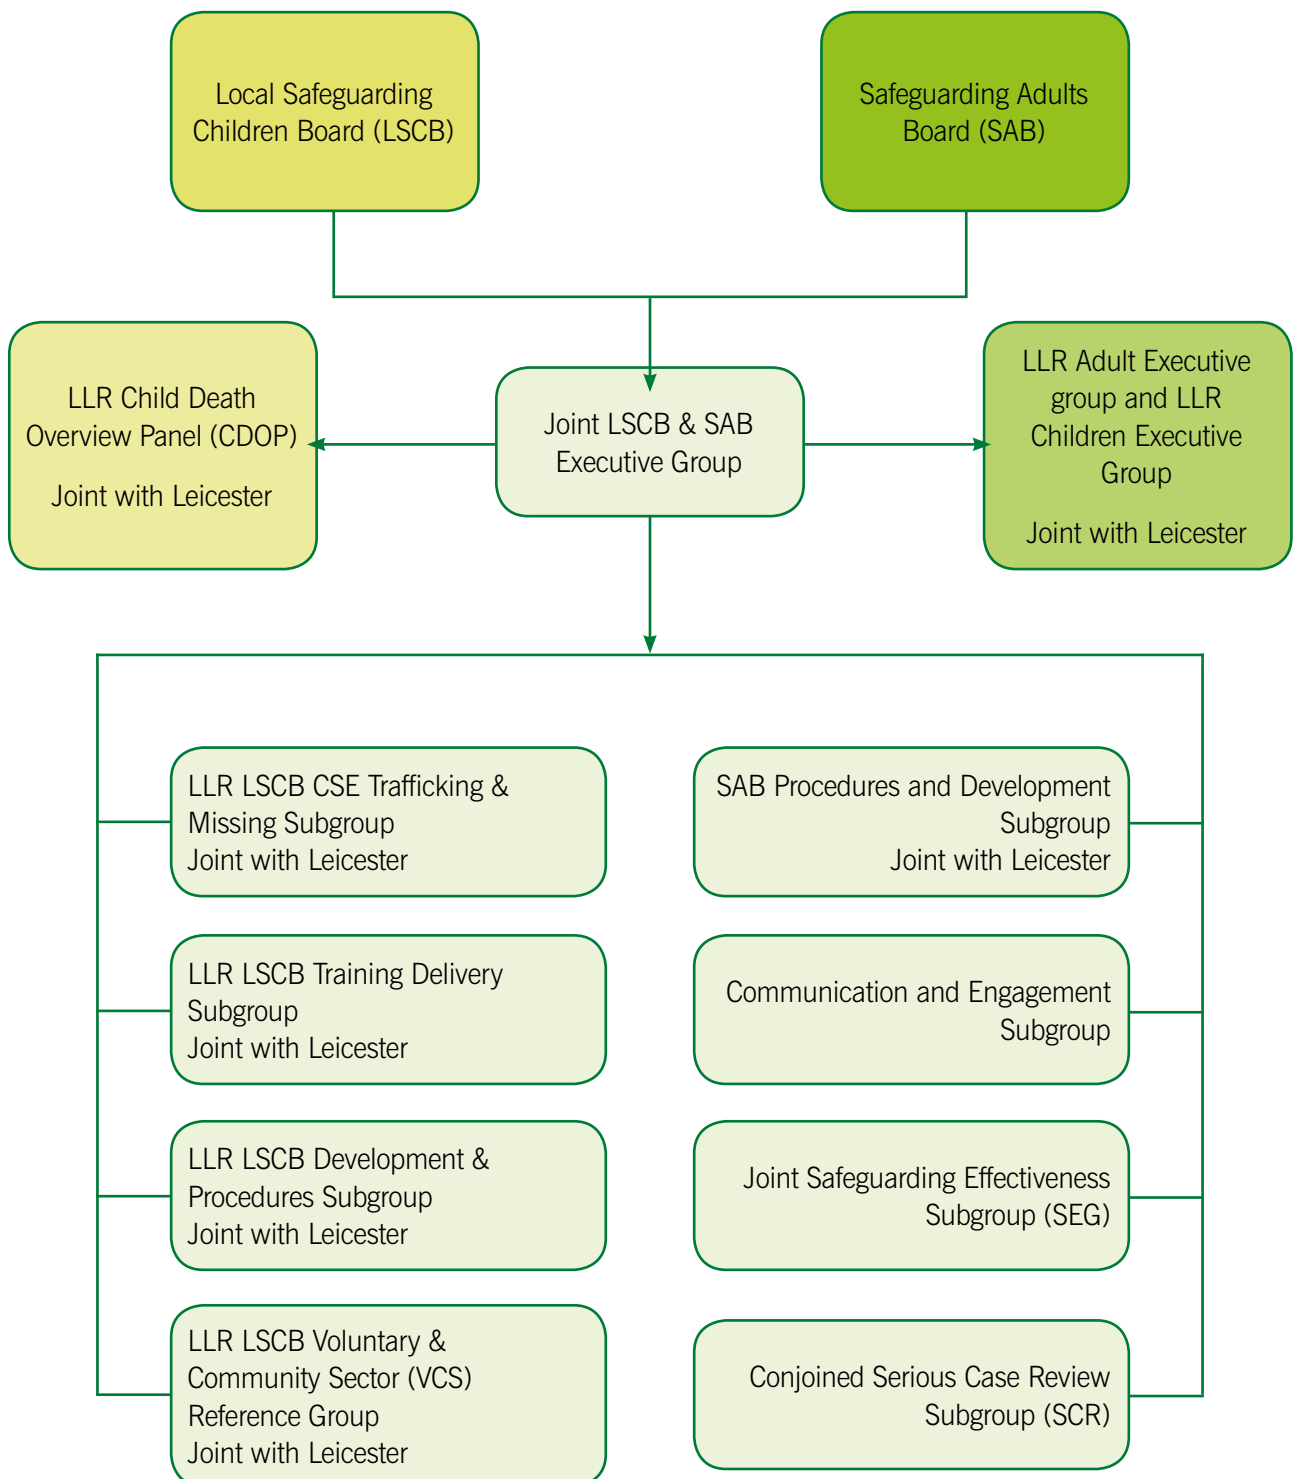 Local Safeguarding
Children Board (LSCB)
Safeguarding Adults
Board (SAB)
LLR Child Death
Overview Panel (CDOP)
Joint with Leicester
Joint LSCB & SAB
Executive Group
LLR Adult Executive
group and LLR
Children Executive
Group
Joint with Leicester
LLR LSCB CSE Trafficking &
Missing Subgroup
Joint with Leicester
LLR LSCB Training Delivery
Subgroup
Joint with Leicester
LLR LSCB Development &
Procedures Subgroup
Joint with Leicester
LLR LSCB Voluntary &
Community Sector (VCS)
Reference Group
Joint with Leicester
SAB Procedures and Development
Subgroup
Joint with Leicester
Communication and Engagement
Subgroup
Joint Safeguarding Effectiveness
Subgroup (SEG)
Conjoined Serious Case Review
Subgroup (SCR)